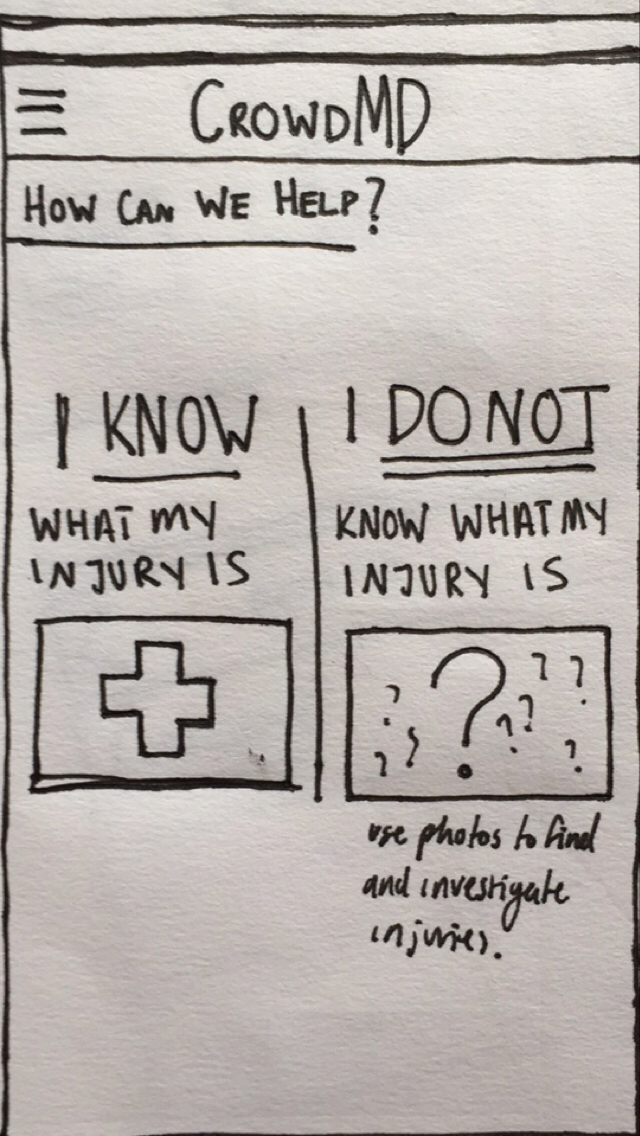 CROWDMD
HOW CAN WE HELP?
I KNOW
WHAT MY
INJURY IS
I DO NOT
KNOW WHAT MY
INJURY IS
? ? ? ? ? ? ? ? ?
use photos to find
and investigate
injuries.